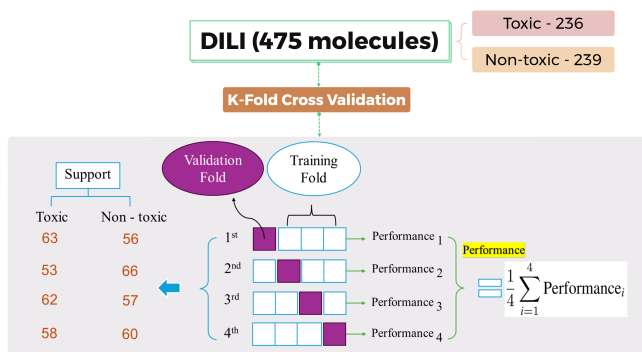 DILI (475 molecules)
Toxic - 236
Non-toxic - 239
K-Fold Cross Validation
Validation
Fold
Training
Fold
Support
Toxic Non - toxic
63 56
53 66
62 57
58 60
1st
2nd
3rd
4th
Performance 1
Performance 2
Performance 3
Performance 4
Performance
= 1/4 4∑i=1 Performancei